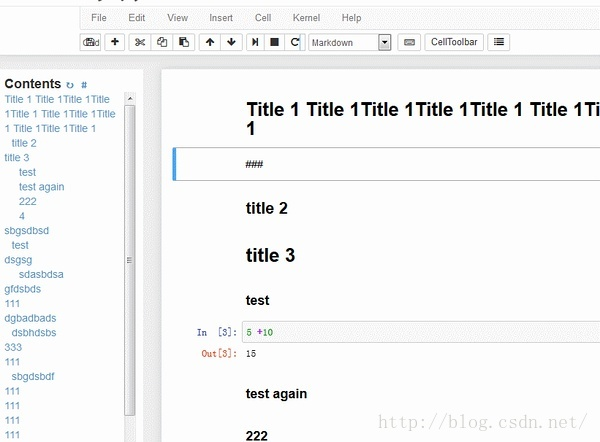 File Edit View Insert Cell Kernel Help
Markdown CellToolbar
Contents #
Title 1 Title 1Title 1Title
1Title 1 Title 1Title 1Title
1 Title 1Title 1Title 1
title 2
title 3
test
test again
222
4
sbgsdbsd
test
dsgsg
sdasbdsa
gfdsbds
111
dgbadbads
dsbhdsbs
333
111
sbgdsbdf
111
111
111
111
Title 1 Title 1Title 1Title 1Title 1 Title 1Ti
1
###
title 2
title 3
test
In [3]: 5 +10
Out[3]: 15
test again
222
http://blog.csdn.net/